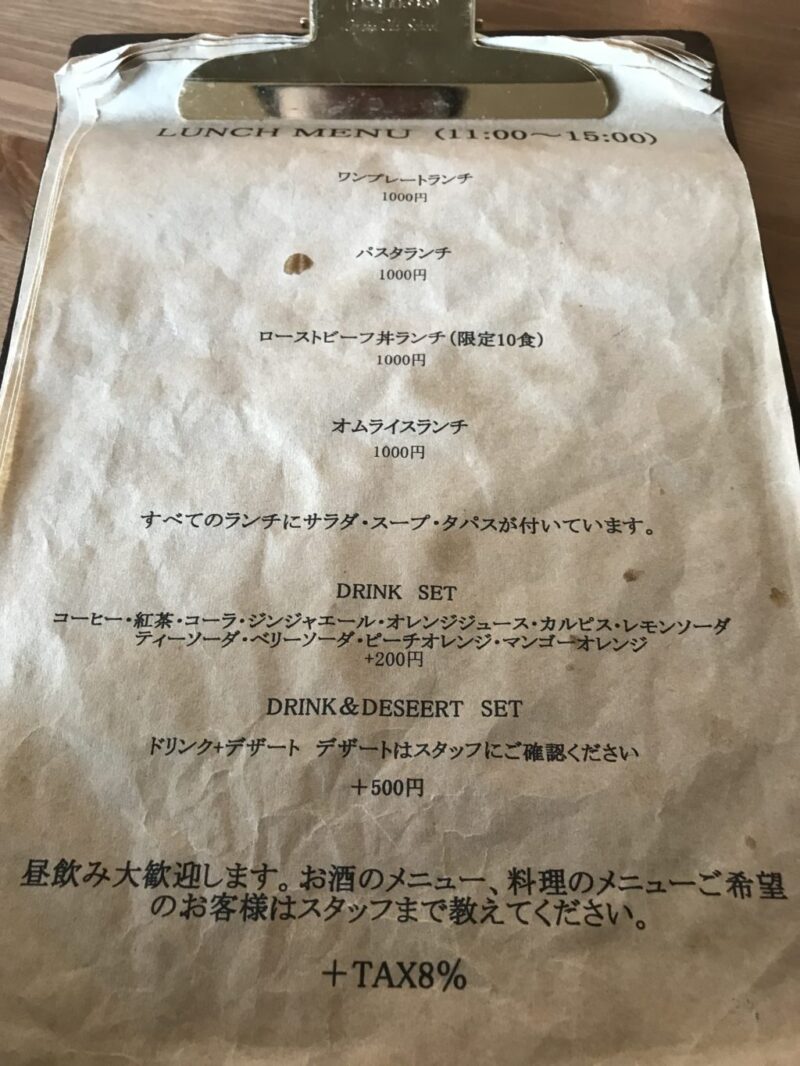 LUNCH MENU (11:00～15:00)
ワンプレートランチ
1000円
パスタランチ
1000円
ローストビーフ丼ランチ(限定10食)
1000円
オムライスランチ
1000円
すべてのランチにサラダ・スープ・タパスが付いています。
DRINK SET
コーヒー・紅茶・コーラ・ジンジャエール・オレンジジュース・カルピス・レモンソーダ
ティーソーダ・ベリーソーダ・ピーチオレンジ・マンゴーオレンジ
+200円
DRINK＆DESEERT SET
ドリンク+デザート デザートはスタッフにご確認ください
＋500円
昼飲み大歓迎します。お酒のメニュー、料理のメニューご希望
のお客様はスタッフまで教えてください。
＋TAX8%